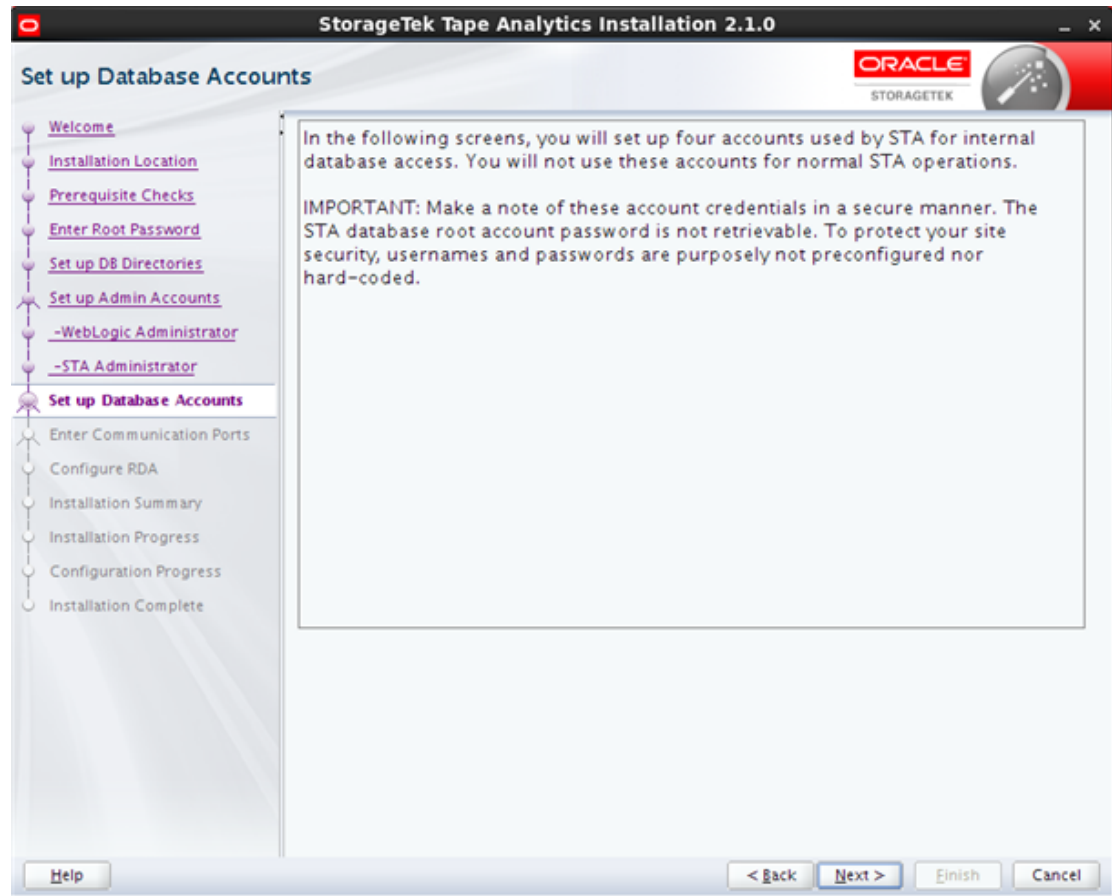 StorageTek Tape Analytics Installation 2.1.0
Set up Database Accounts
ORACLE
STORAGETEK
Welcome
Installation Location
Prerequisite Checks
Enter Root Password
Set up DB Directories
Set up Admin Accounts
-WebLogic Administrator
-STA Administrator
Set up Database Accounts
Enter Communication Ports
Configure RDA
Installation Summary
Installation Progress
Configuration Progress
Installation Complete
In the following screens, you will set up four accounts used by STA for internal
database access. You will not use these accounts for normal STA operations.
IMPORTANT: Make a note of these account credentials in a secure manner. The
STA database root account password is not retrievable. To protect your site
security, usernames and passwords are purposely not preconfigured nor
hard-coded.
Help
< Back
Next >
Finish
Cancel